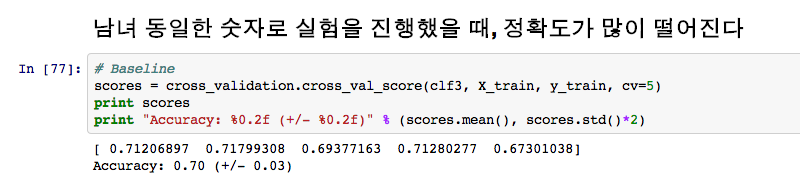 남녀 동일한 숫자로 실험을 진행했을 때, 정확도가 많이 떨어진다
In [77]: # Baseline
scores = cross_validation.cross_val_score(clf3, X_train, y_train, cv=5)
print scores
print "Accuracy: %0.2f (+/- %0.2f)" % (scores.mean(), scores.std()*2)
[ 0.71206897  0.71799308  0.69377163  0.71280277  0.67301038]
Accuracy: 0.70 (+/- 0.03)